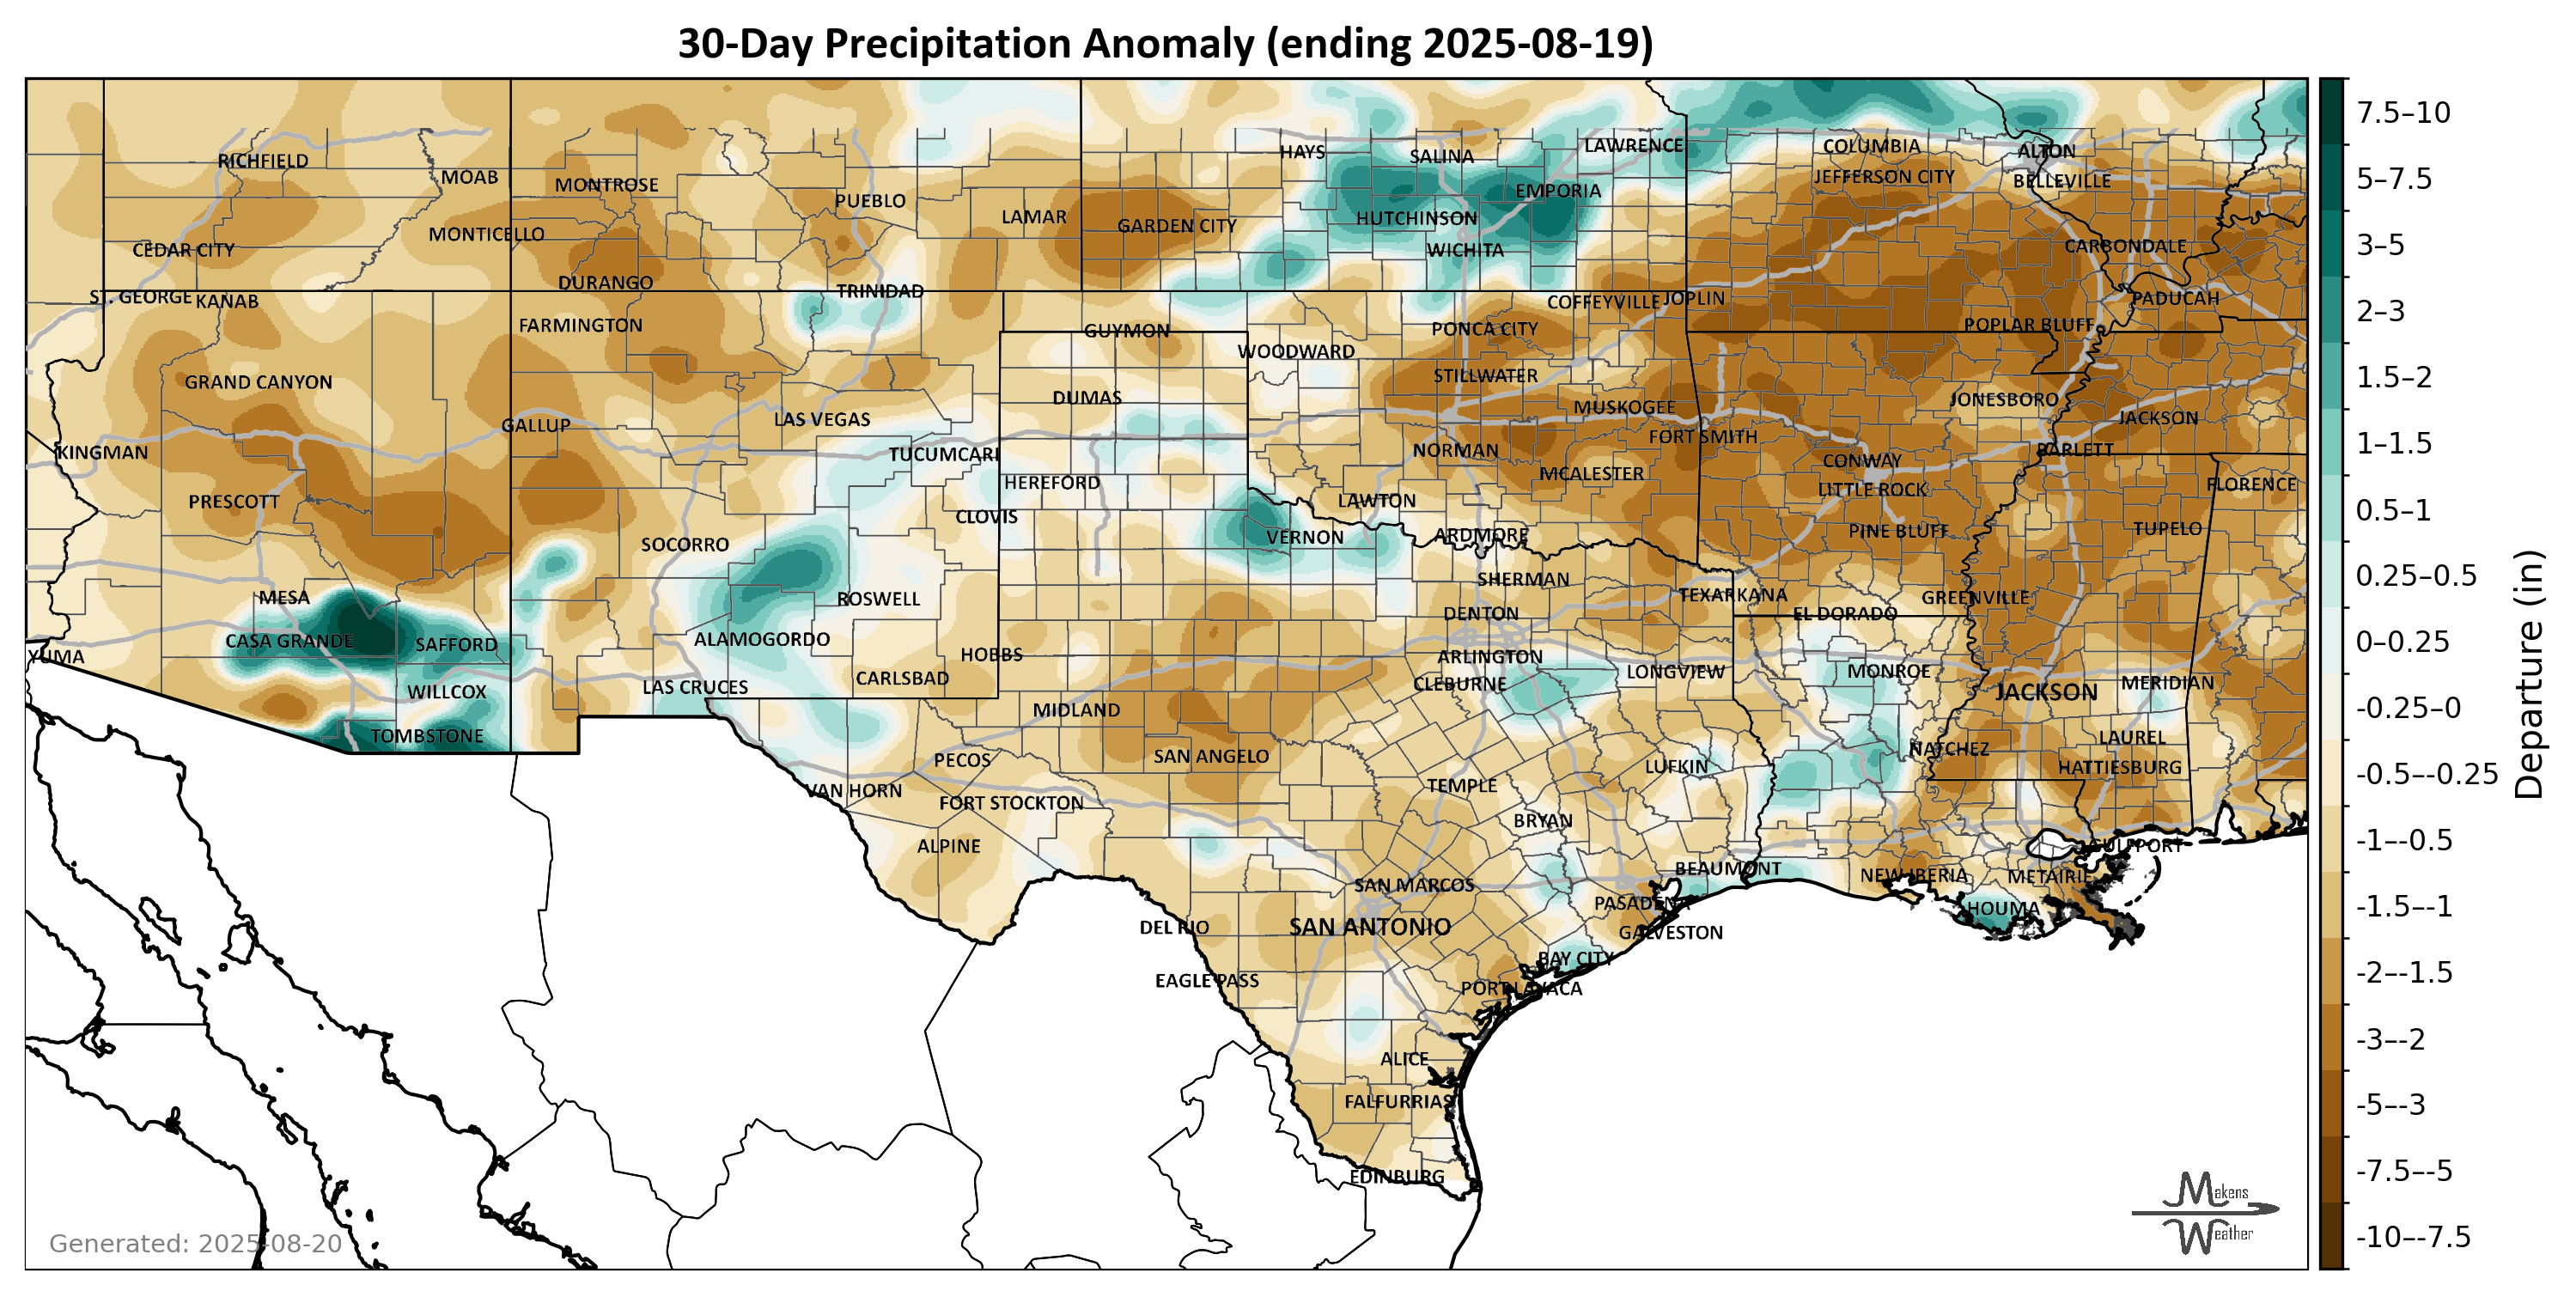 30-Day Precipitation Anomaly (ending 2025-08-19)
HAYS
SALINA
LAWRENCE
COLUMBIA
ALTON
RICHFIELD
MOAB
MONTROSE
PUEBLO
EMPORIA
JEFFERSON CITY
BELLEVILLE
LAMAR
GARDEN CITY
HUTCHINSON
MONTICELLO
CEDAR CITY
WICHITA
CARBONDALE
DURANGO
TRINIDAD
ST. GEORGE
KANAB
COFFEYVILLE
JOPLIN
PADUCAH
FARMINGTON
GUYMON
PONCA CITY
POPLAR BLUFF
WOODWARD
GRAND CANYON
STILLWATER
DUMAS
MUSKOGEE
JONESBORO
LAS VEGAS
JACKSON
GALLUP
FORT SMITH
KINGMAN
TUCUMCARI
NORMAN
BARLETT
CONWAY
MCALESTER
HEREFORD
LITTLE ROCK
FLORENCE
PRESCOTT
LAWTON
CLOVIS
PINE BLUFF
TUPELO
SOCORRO
VERNON
ARDMORE
SHERMAN
MESA
ROSWELL
TEXARKANA
GREENVILLE
DENTON
EL DORADO
CASA GRANDE
SAFFORD
ALAMOGORDO
YUMA
HOBBS
ARLINGTON
CARLSBAD
LONGVIEW
MONROE
WILLCOX
LAS CRUCES
CLEBURNE
JACKSON
MERIDIAN
MIDLAND
TOMBSTONE
LAUREL
NATCHEZ
PECOS
SAN ANGELO
LUFKIN
HATTIESBURG
VAN HORN
FORT STOCKTON
TEMPLE
BRYAN
ALPINE
GULFPORT
BEAUMONT
NEW IBERIA
METAIRIE
SAN MARCOS
PASADENA
HOUMA
DEL RIO
SAN ANTONIO
GALVESTON
BAY CITY
EAGLE PASS
PORT LAVACA
ALICE
FALFURRIAS
EDINBURG
Generated: 2025-08-20
Makens
Weather
7.5–10
5–7.5
3–5
2–3
1.5–2
1–1.5
0.5–1
0.25–0.5
0–0.25
-0.25–0
-0.5–-0.25
-1–-0.5
-1.5–-1
-2–-1.5
-3–-2
-5–-3
-7.5–-5
-10–-7.5
Departure (in)